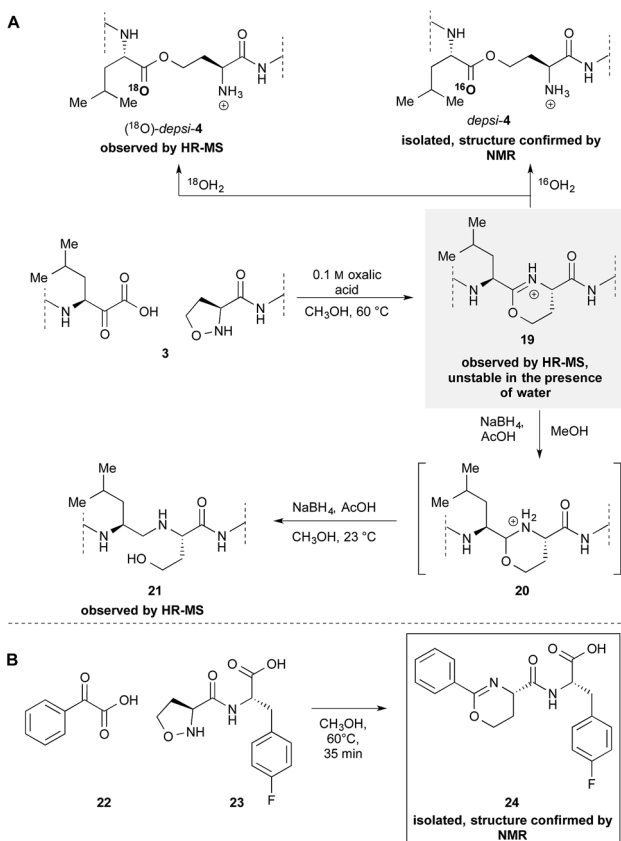 A
NH
O
O
NH
O
O
N
H
O
N
H
¹⁸O
NH₃
⊕
Me
Me
¹⁶O
NH₃
⊕
Me
Me
(¹⁸O)-depsi-4
observed by HR-MS
depsi-4
isolated, structure confirmed by
NMR
¹⁸OH₂
¹⁶OH₂
Me
Me
N
H
O
O
OH
O
N
H
O
NH
3
0.1 M oxalic
acid
CH₃OH, 60 °C
Me
Me
N
H
NH
⊕
O
O
N
H
19
observed by HR-MS,
unstable in the presence
of water
NaBH₄,
AcOH
MeOH
Me
Me
N
H
H
N
O
N
H
HO
21
observed by HR-MS
NaBH₄, AcOH
CH₃OH, 23 °C
Me
Me
N
H
⊕
NH₂
O
O
N
H
20
B
O
OH
O
22
O
OH
O
N
H
O
NH
F
23
CH₃OH,
60°C,
35 min
O
OH
O
N
N
H
O
F
24
isolated, structure confirmed by
NMR